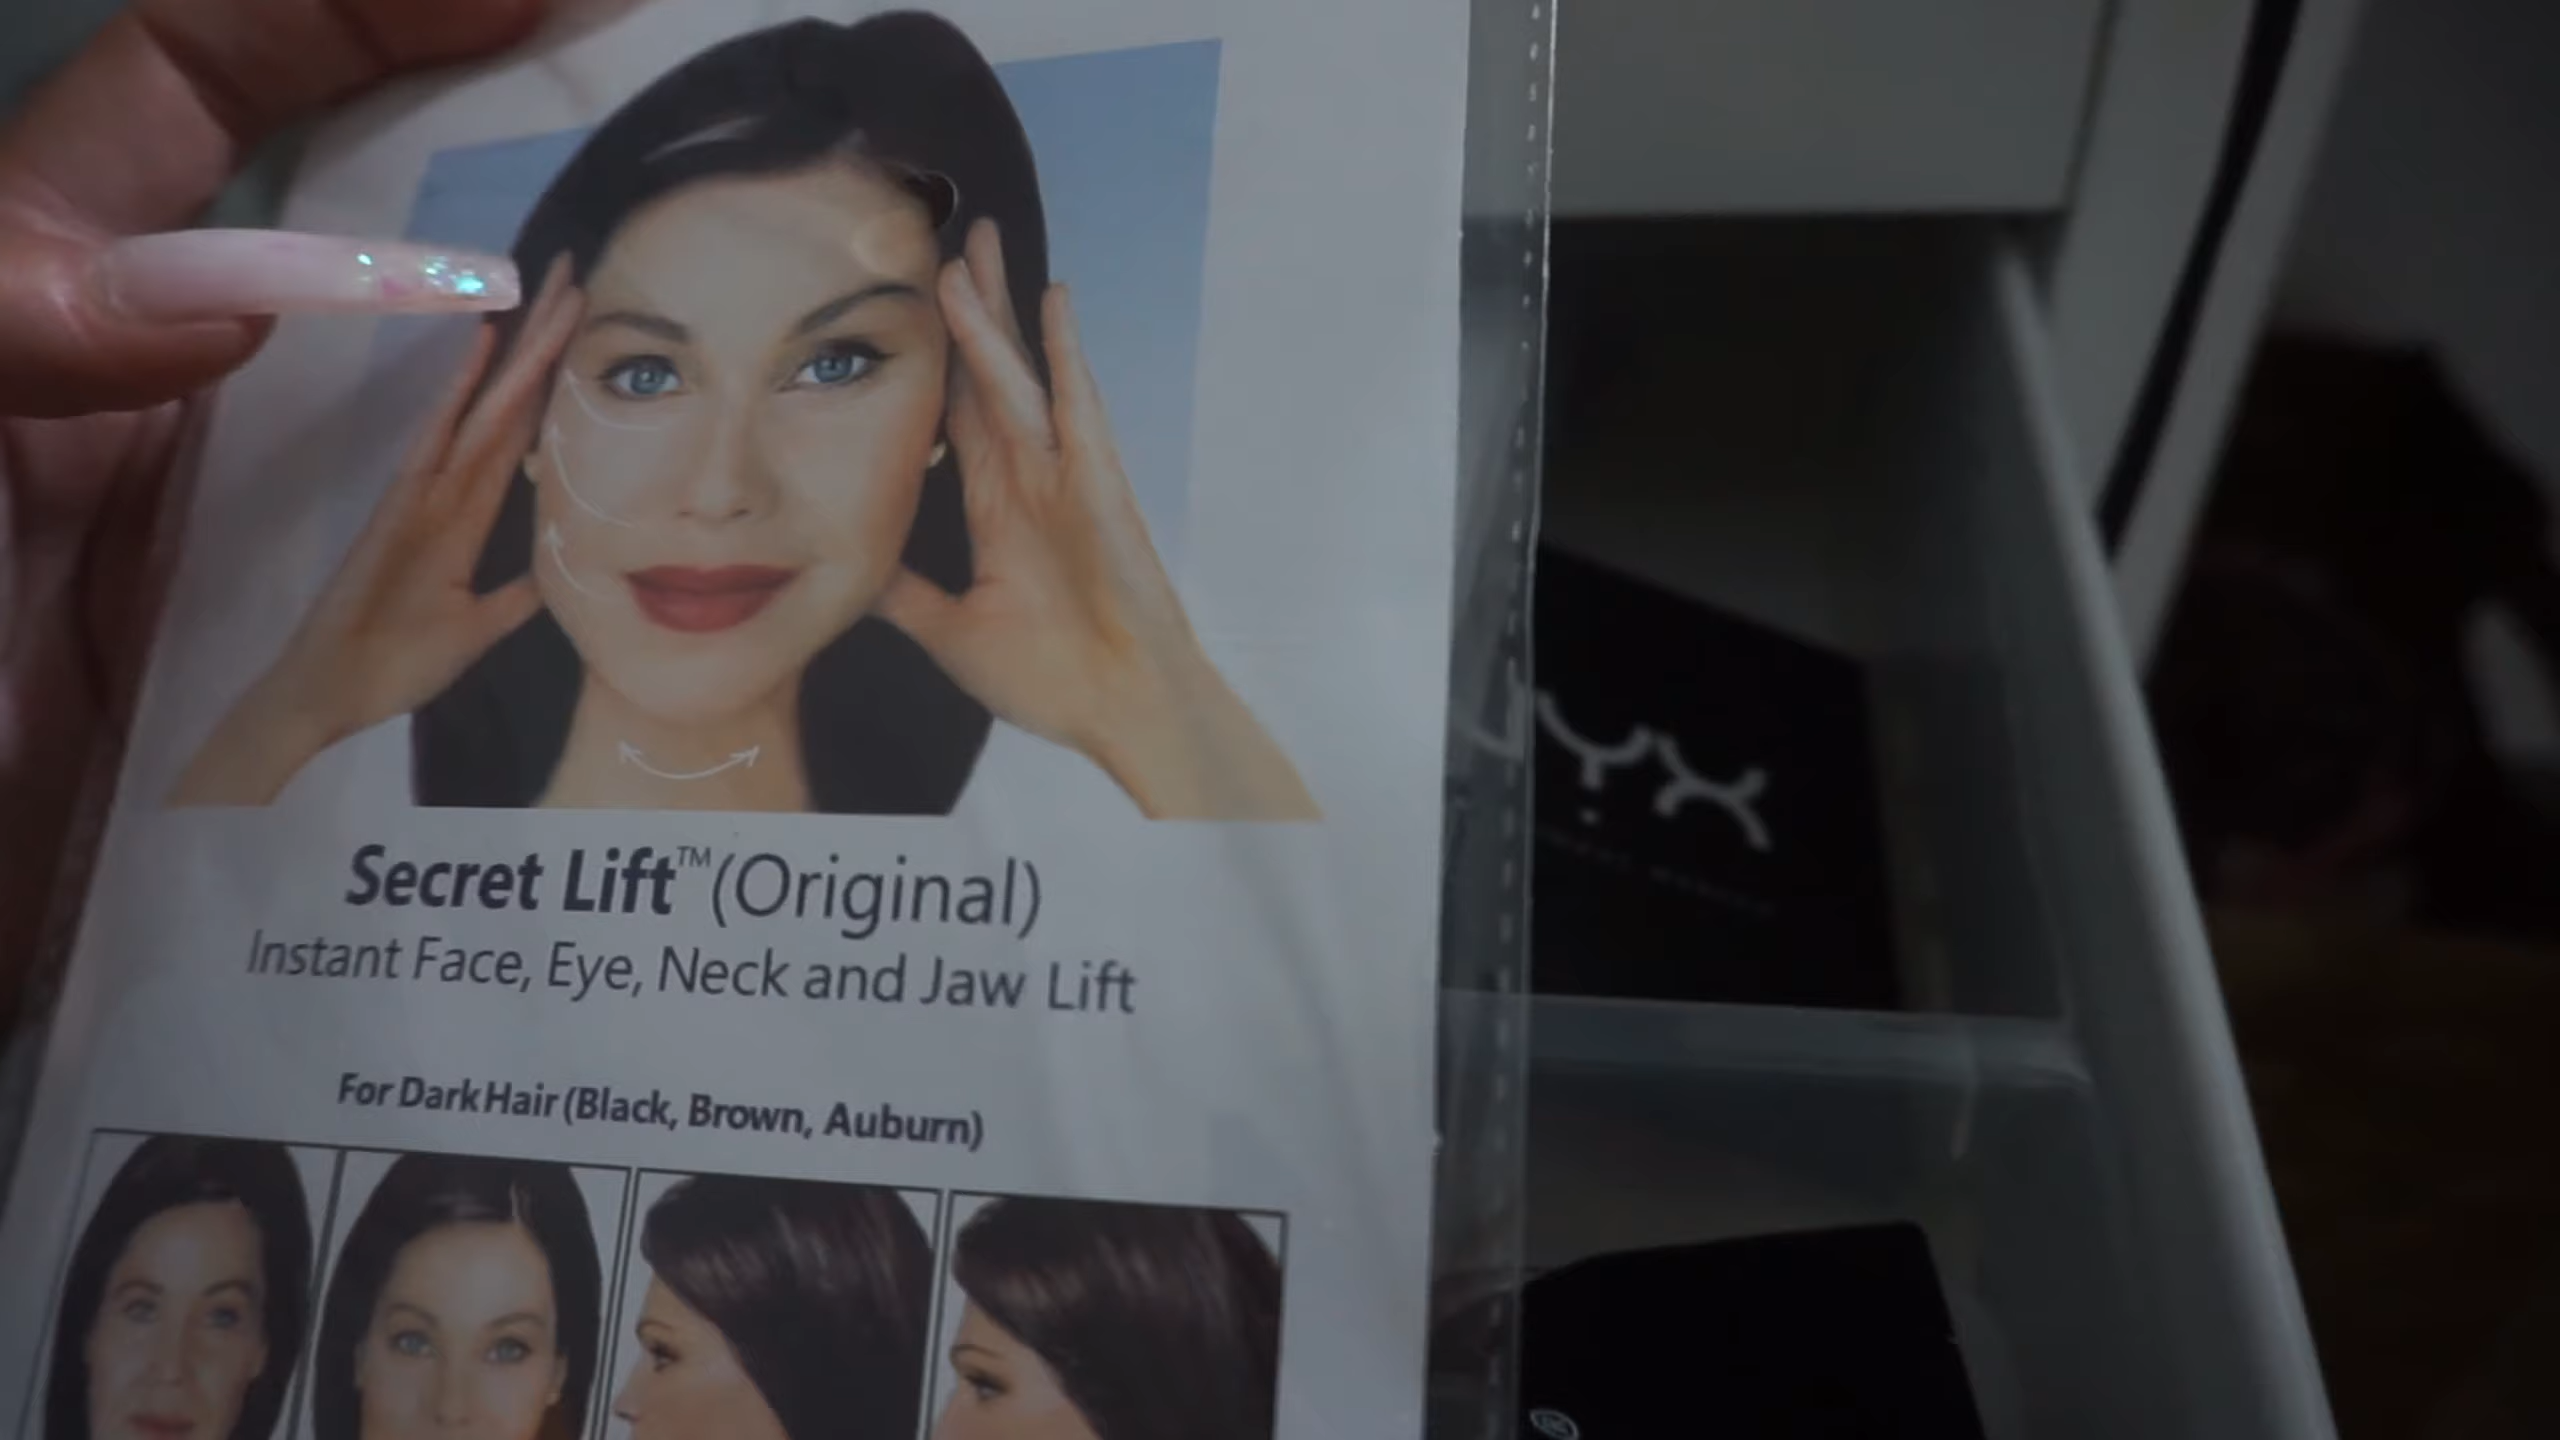 Secret Lift™ (Original)
Instant Face, Eye, Neck and Jaw Lift
For Dark Hair (Black, Brown, Auburn)
NYX